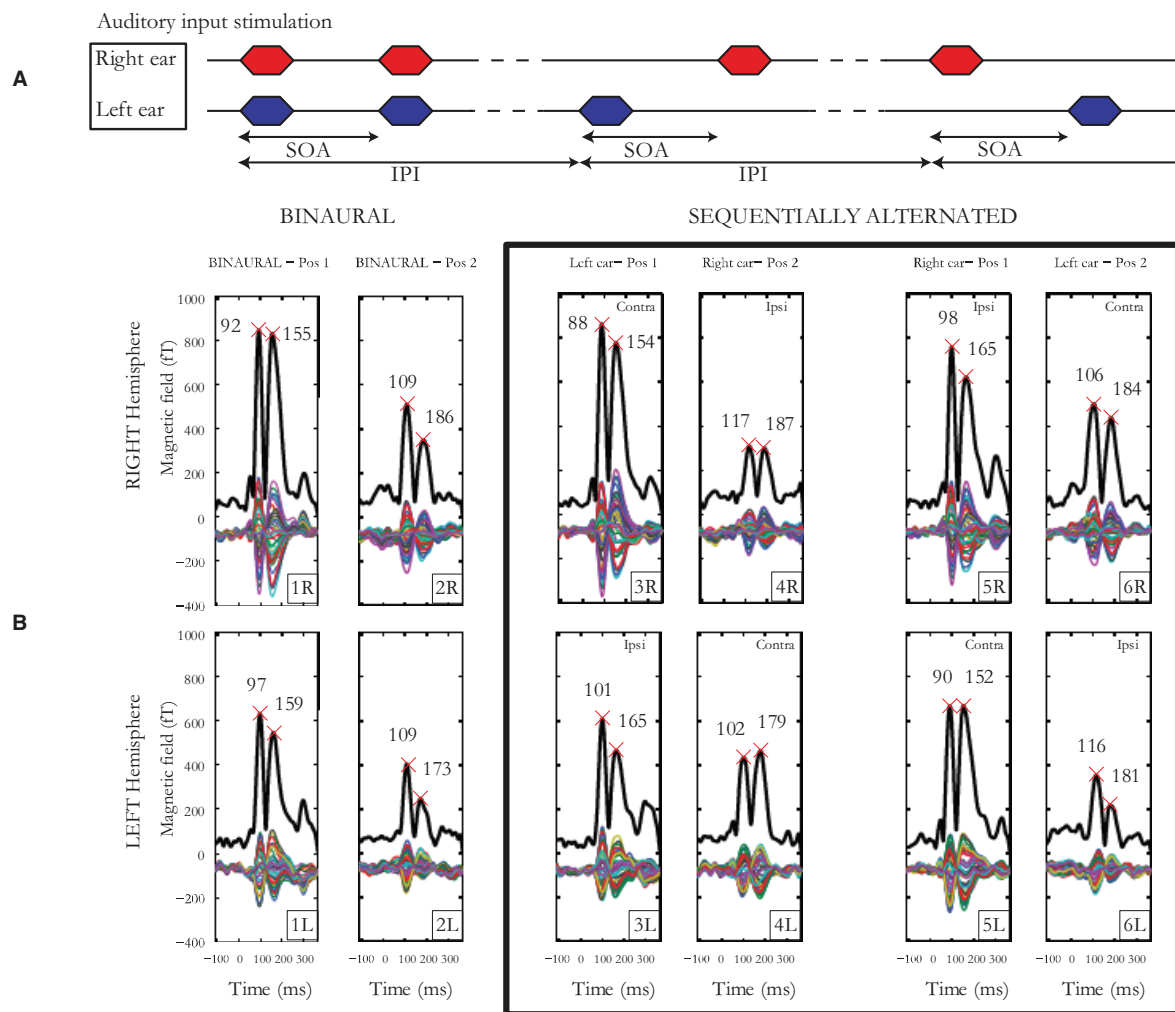 Auditory input stimulation
A
Right ear
Left ear
SOA SOA SOA
IPI IPI
BINAURAL SEQUENTIALLY ALTERNATED
BINAURAL – Pos 1 BINAURAL – Pos 2 Left ear– Pos 1 Right ear– Pos 2 Right ear– Pos 1 Left ear– Pos 2
B
RIGHT Hemisphere
Magnetic field (fT)
1000
800
600
400
200
0
−200
−400
92 155 1R
109 186 2R
Contra 88 154 3R
Ipsi 117 187 4R
98 165 5R
Contra 106 184 6R
LEFT Hemisphere
Magnetic field (fT)
1000
800
600
400
200
0
−200
−400
97 159 1L
109 173 2L
Ipsi 101 165 3L
Contra 102 179 4L
Contra 90 152 5L
Ipsi 116 181 6L
−100 0 100 200 300 −100 0 100 200 300 −100 0 100 200 300 −100 0 100 200 300 −100 0 100 200 300 −100 0 100 200 300
Time (ms) Time (ms) Time (ms) Time (ms) Time (ms) Time (ms)